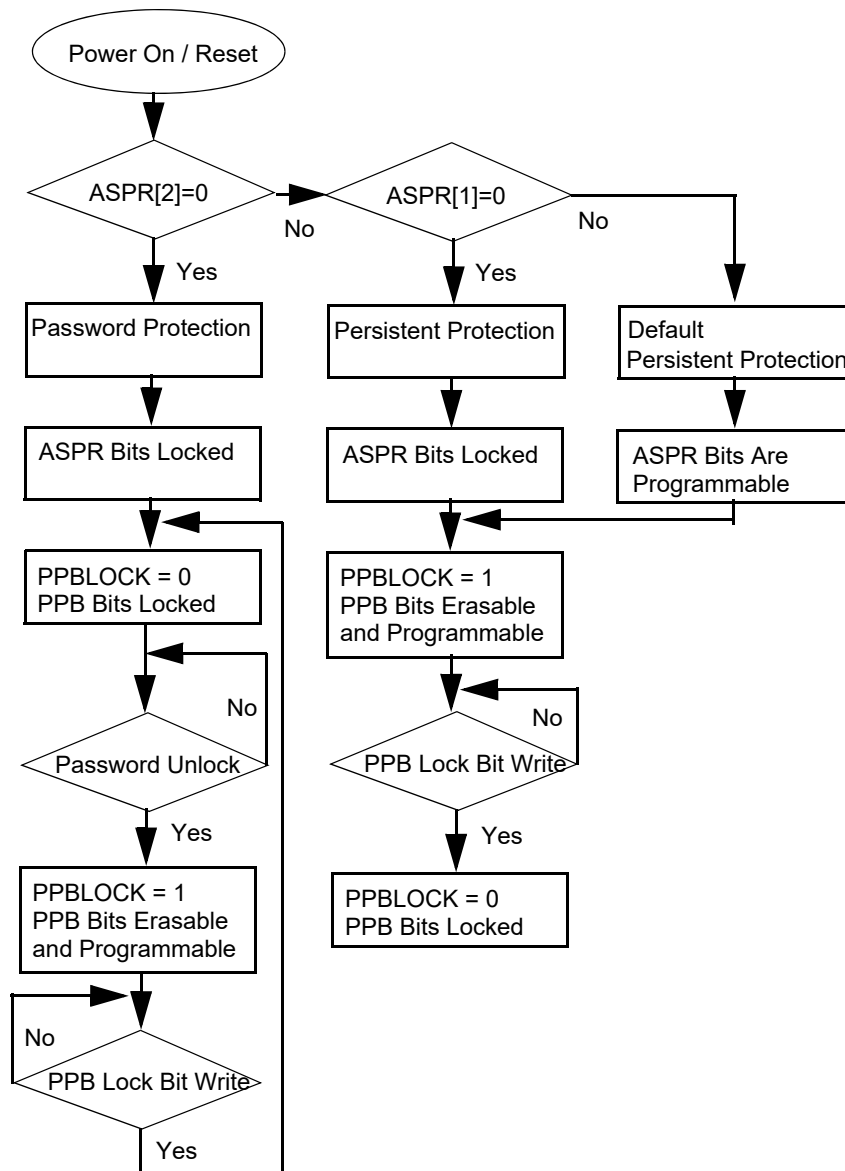 Power On / Reset
ASPR[2]=0
No
ASPR[1]=0
No
Yes
Yes
Password Protection
Persistent Protection
Default
Persistent Protection
ASPR Bits Locked
ASPR Bits Locked
ASPR Bits Are
Programmable
PPBLOCK = 0
PPB Bits Locked
PPBLOCK = 1
PPB Bits Erasable
and Programmable
No
Password Unlock
No
PPB Lock Bit Write
Yes
Yes
PPBLOCK = 1
PPB Bits Erasable
and Programmable
PPBLOCK = 0
PPB Bits Locked
No
PPB Lock Bit Write
Yes